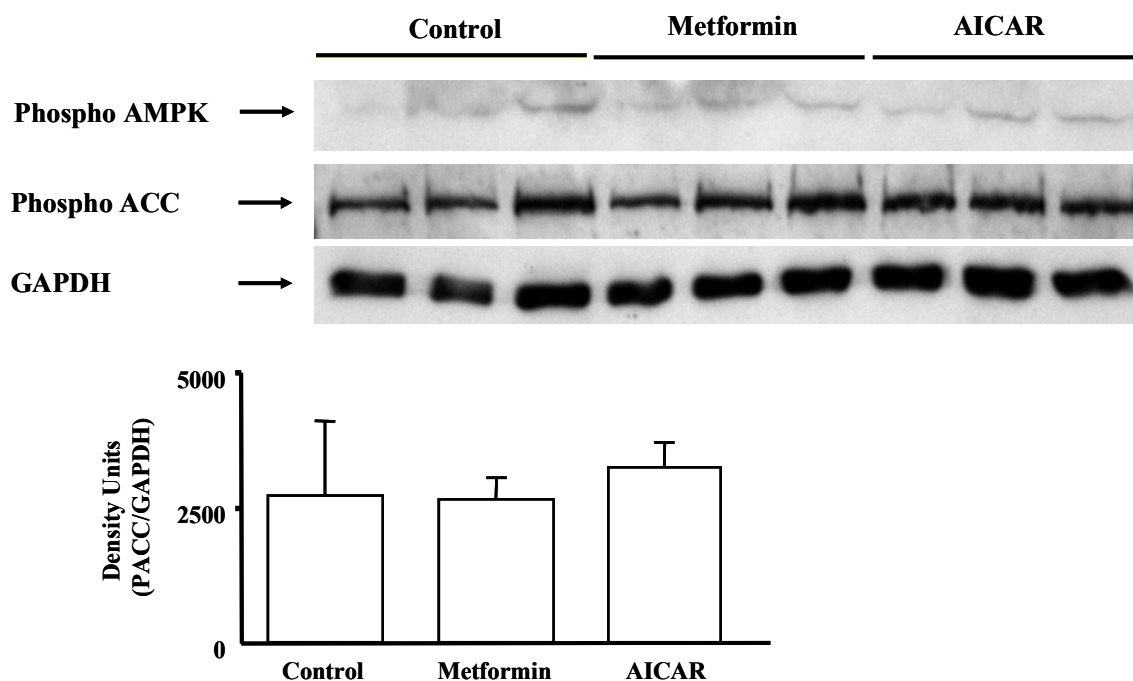 Control Metformin AICAR
Phospho AMPK
Phospho ACC
GAPDH
5000
2500
0
Density Units
(PACC/GAPDH)
Control Metformin AICAR